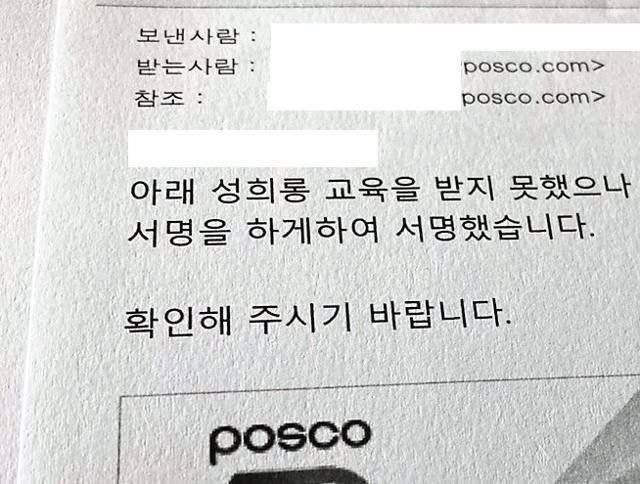 보낸사람 :
받는사람 : posco.com>
참조 : posco.com>
아래 성희롱 교육을 받지 못했으나
서명을 하게하여 서명했습니다.
확인해 주시기 바랍니다.
posco